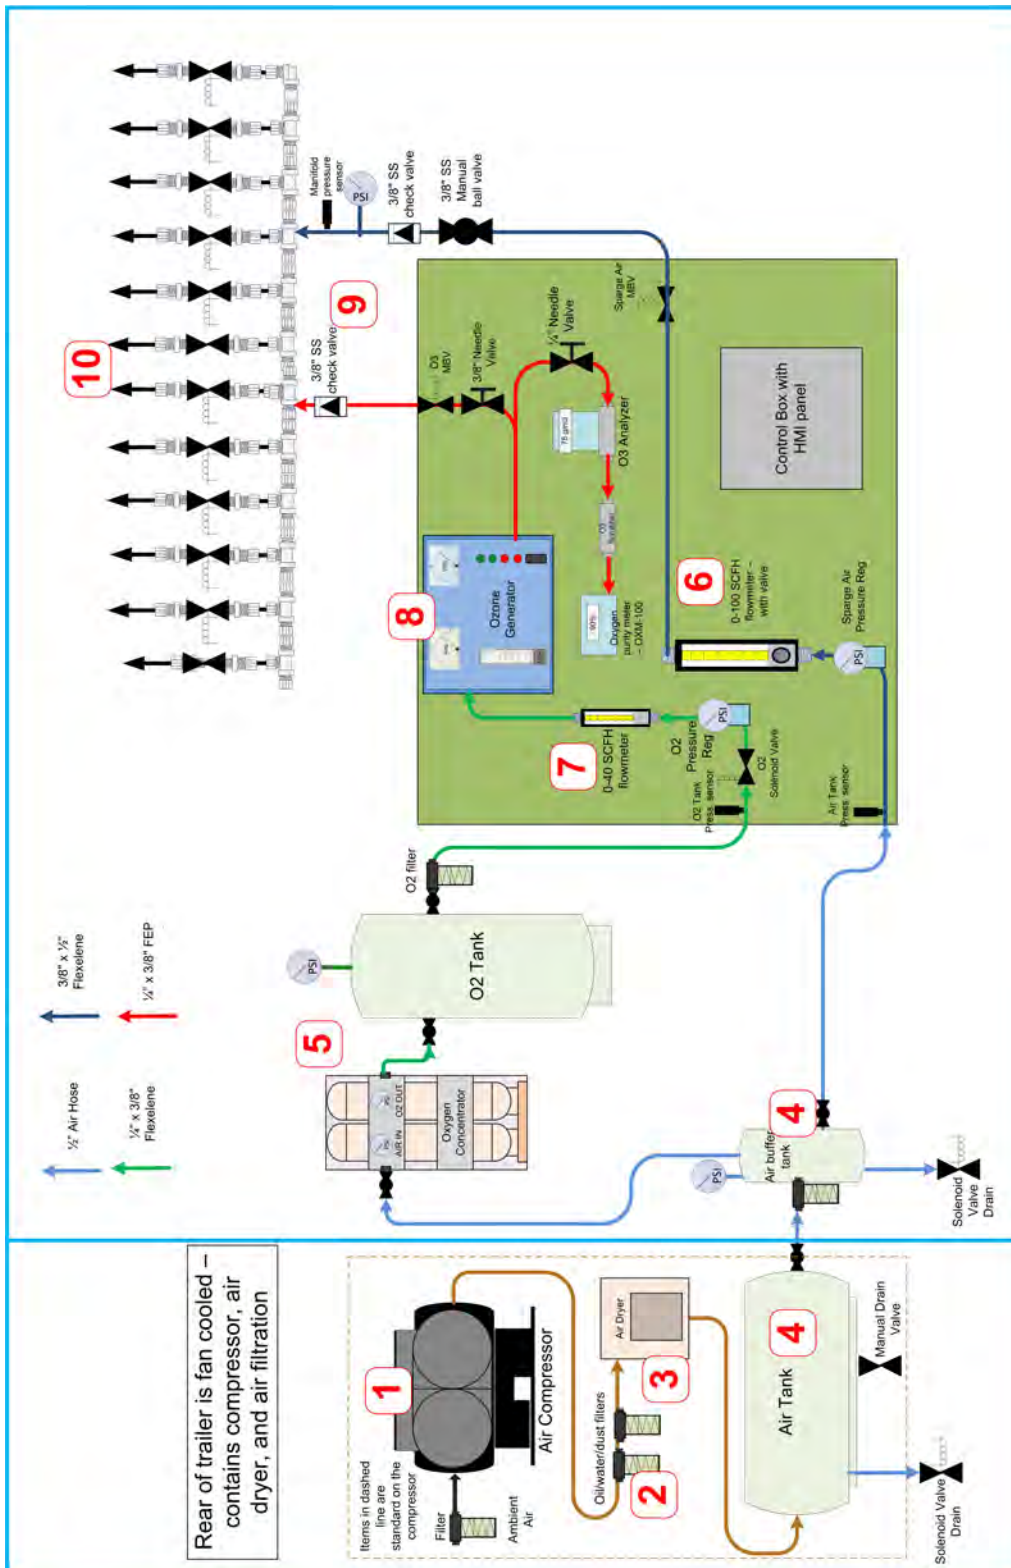 Rear of trailer is fan cooled –
contains compressor, air
dryer, and air filtration
Items in dashed
line are
standard on the
compressor
Filter
Ambient
Air
1
Air Compressor
Oil/water/dust filters
2
Air Dryer
3
4
Air Tank
Manual Drain
Valve
Solenoid Valve
Drain
½" Air Hose
¼" x 3/8"
Flexelene
3/8" x ½"
Flexelene
¼" x 3/8" FEP
AIR IN
O2 OUT
Oxygen
Concentrator
5
PSI
O2 Tank
O2 filter
PSI
Air buffer
tank
4
Solenoid
Valve
Drain
O2 Tank
Press. sensor
O2
Solenoid Valve
PSI
O2
Pressure
Reg
7
0-40 SCFH
flowmeter
Air Tank
Press sensor
PSI
Sparge Air
Pressure Reg
6
0-100 SCFH
flowmeter –
with valve
8
Ozone
Generator
90%
Oxygen
purity meter
– OXM-100
O3
O3 Analyzer
¼" Needle
Valve
3/8" Needle
Valve
O3
MBV
Sparge Air
MBV
Control Box with
HMI panel
3/8" SS
check valve
9
3/8" SS
Manual
ball valve
3/8" SS
check valve
PSI
Manifold
pressure
sensor
10